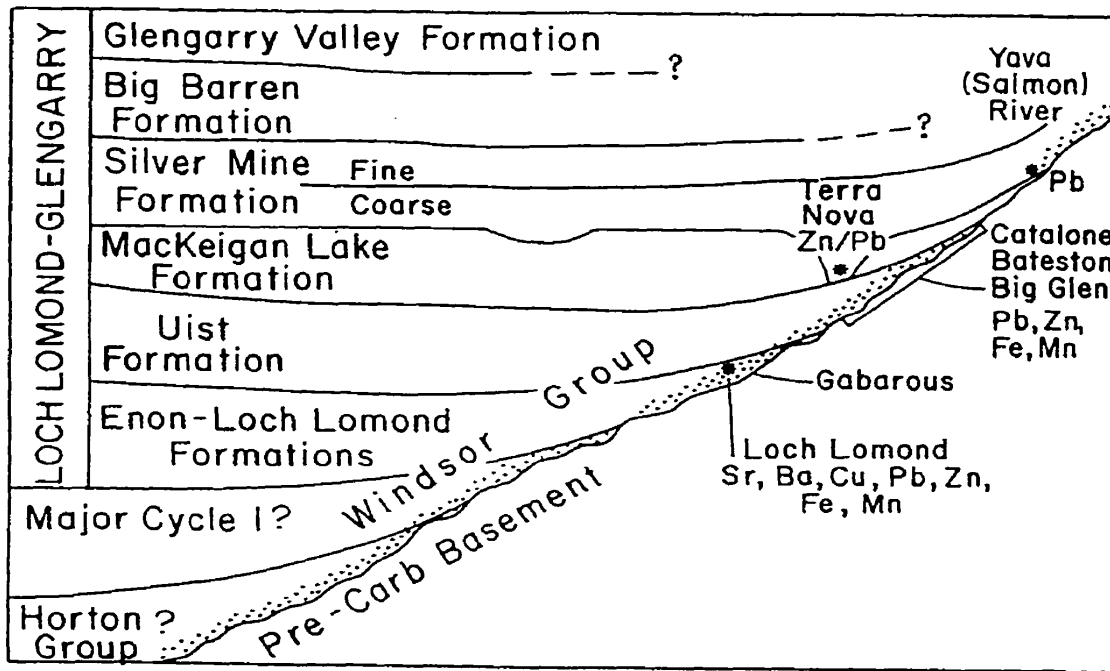 LOCH LOMOND-GLENGARRY
Glengarry Valley Formation
?
Big Barren
Formation
?
Silver Mine
Formation
Fine
Coarse
MacKeigan Lake
Formation
Uist
Formation
Enon-Loch Lomond
Formations
Major Cycle I?
Horton ?
Group
Windsor Group
Pre-Carb Basement
Yava
(Salmon)
River
Pb
Terra
Nova
Zn/Pb
Catalone
Bateston
Big Glen
Pb, Zn,
Fe, Mn
Gabarous
Loch Lomond
Sr, Ba, Cu, Pb, Zn,
Fe, Mn